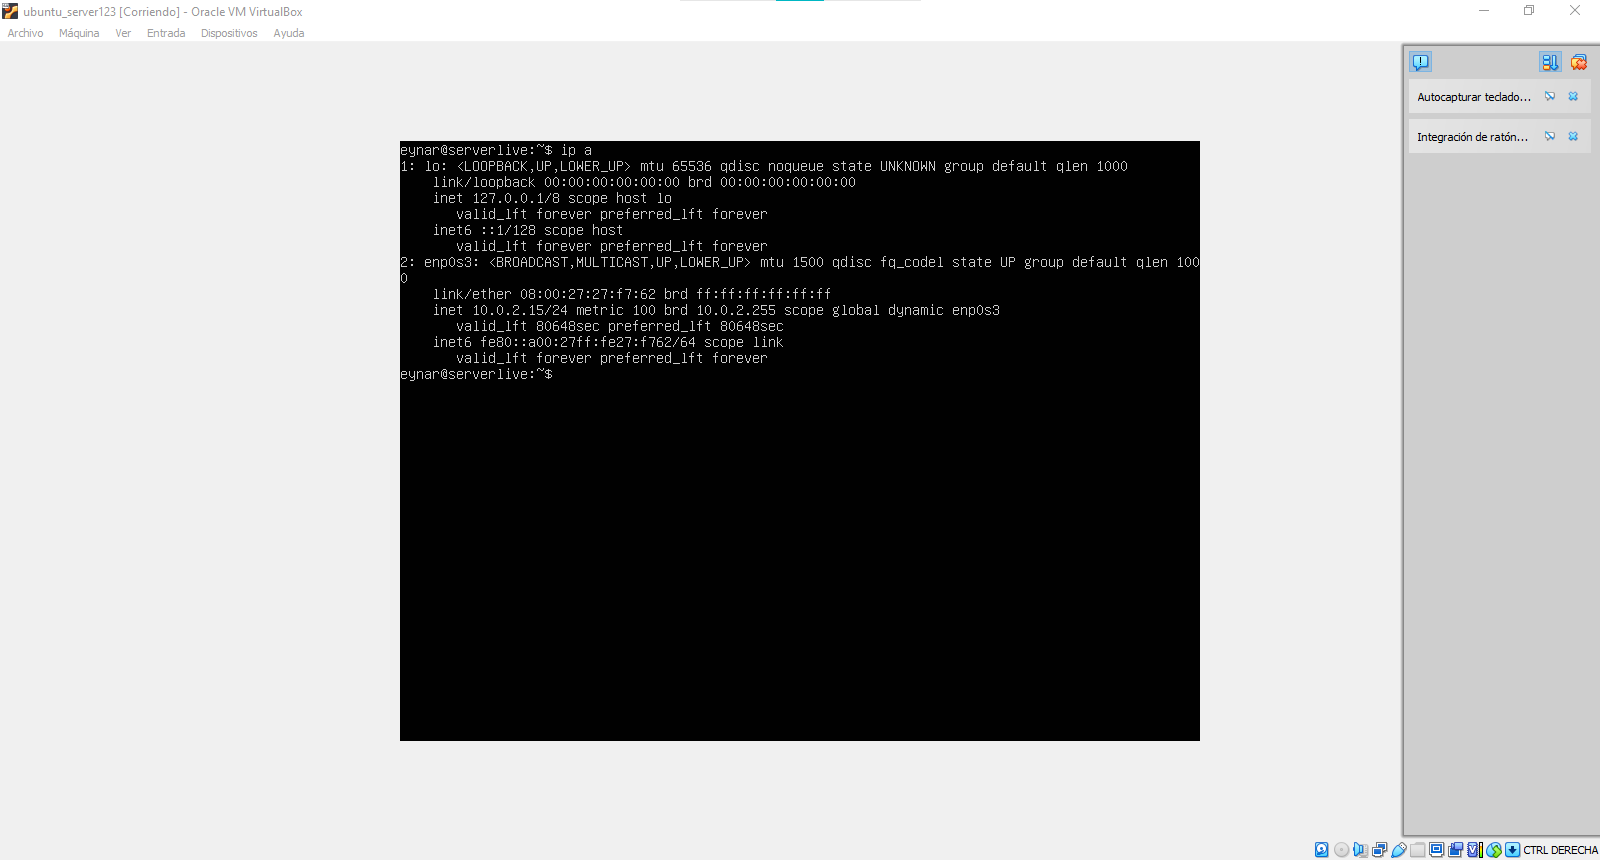 ubuntu_server123 [Corriendo] - Oracle VM VirtualBox
Archivo Máquina Ver Entrada Dispositivos Ayuda
Autocapturar teclado...
Integración de ratón...
eynar@serverlive:~$ ip a
1: lo: <LOOPBACK,UP,LOWER_UP> mtu 65536 qdisc noqueue state UNKNOWN group default qlen 1000
    link/loopback 00:00:00:00:00:00 brd 00:00:00:00:00:00
    inet 127.0.0.1/8 scope host lo
       valid_lft forever preferred_lft forever
    inet6 ::1/128 scope host
       valid_lft forever preferred_lft forever
2: enp0s3: <BROADCAST,MULTICAST,UP,LOWER_UP> mtu 1500 qdisc fq_codel state UP group default qlen 100
0
    link/ether 08:00:27:27:f7:62 brd ff:ff:ff:ff:ff:ff
    inet 10.0.2.15/24 metric 100 brd 10.0.2.255 scope global dynamic enp0s3
       valid_lft 80648sec preferred_lft 80648sec
    inet6 fe80::a00:27ff:fe27:f762/64 scope link
       valid_lft forever preferred_lft forever
eynar@serverlive:~$
CTRL DERECHA